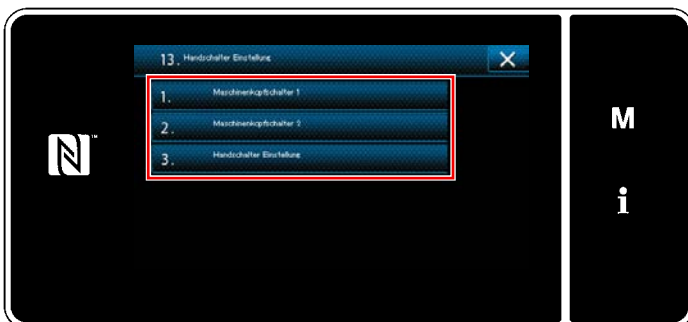 13. Handschalter Einstellung
1. Maschinenkopfschalter 1
2. Maschinenkopfschalter 2
3. Handschalter Einstellung
M
i